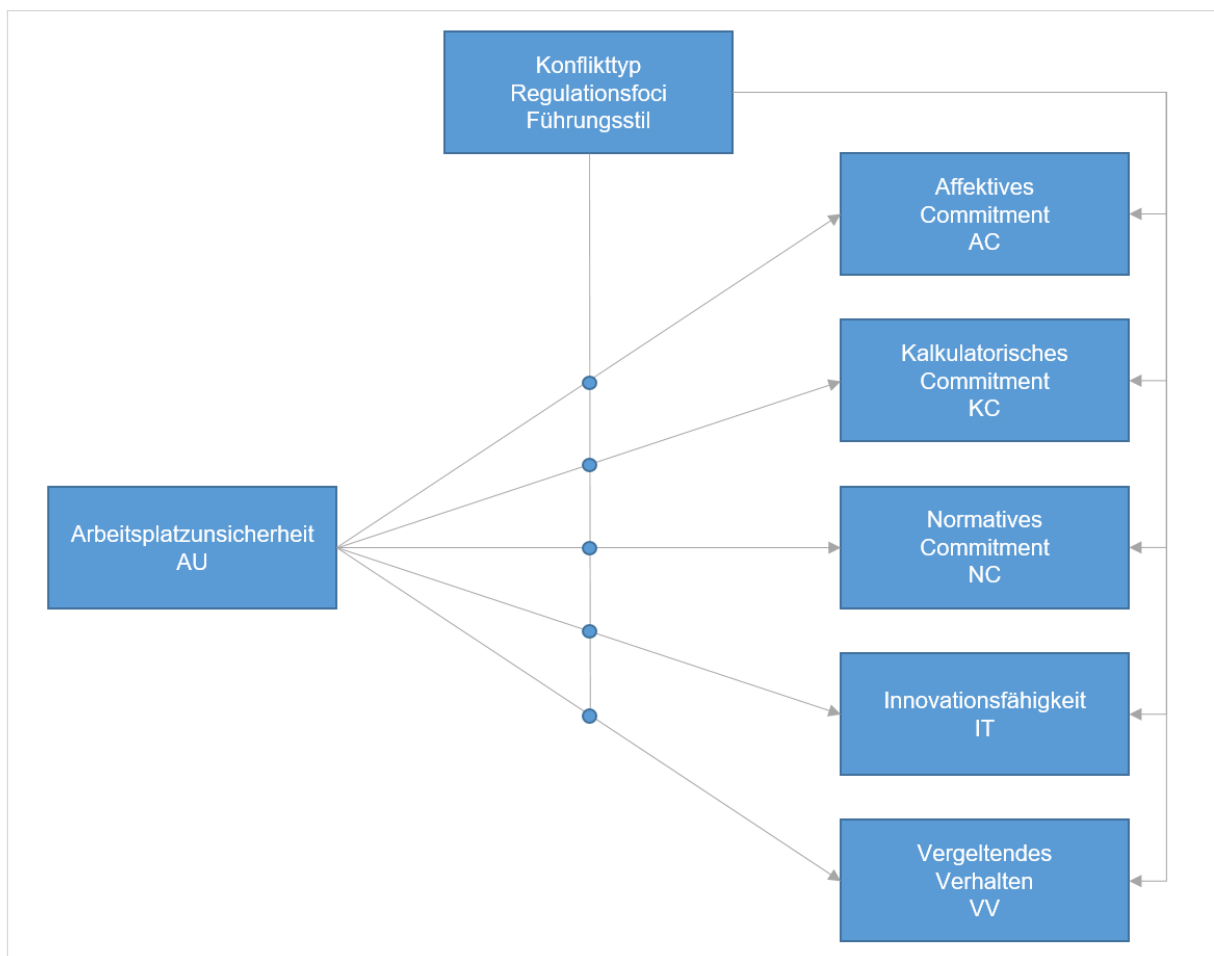 Konflikttyp
Regulationsfoci
Führungsstil
Affektives
Commitment
AC
Kalkulatorisches
Commitment
KC
Arbeitsplatzunsicherheit
AU
Normatives
Commitment
NC
Innovationsfähigkeit
IT
Vergeltendes
Verhalten
VV